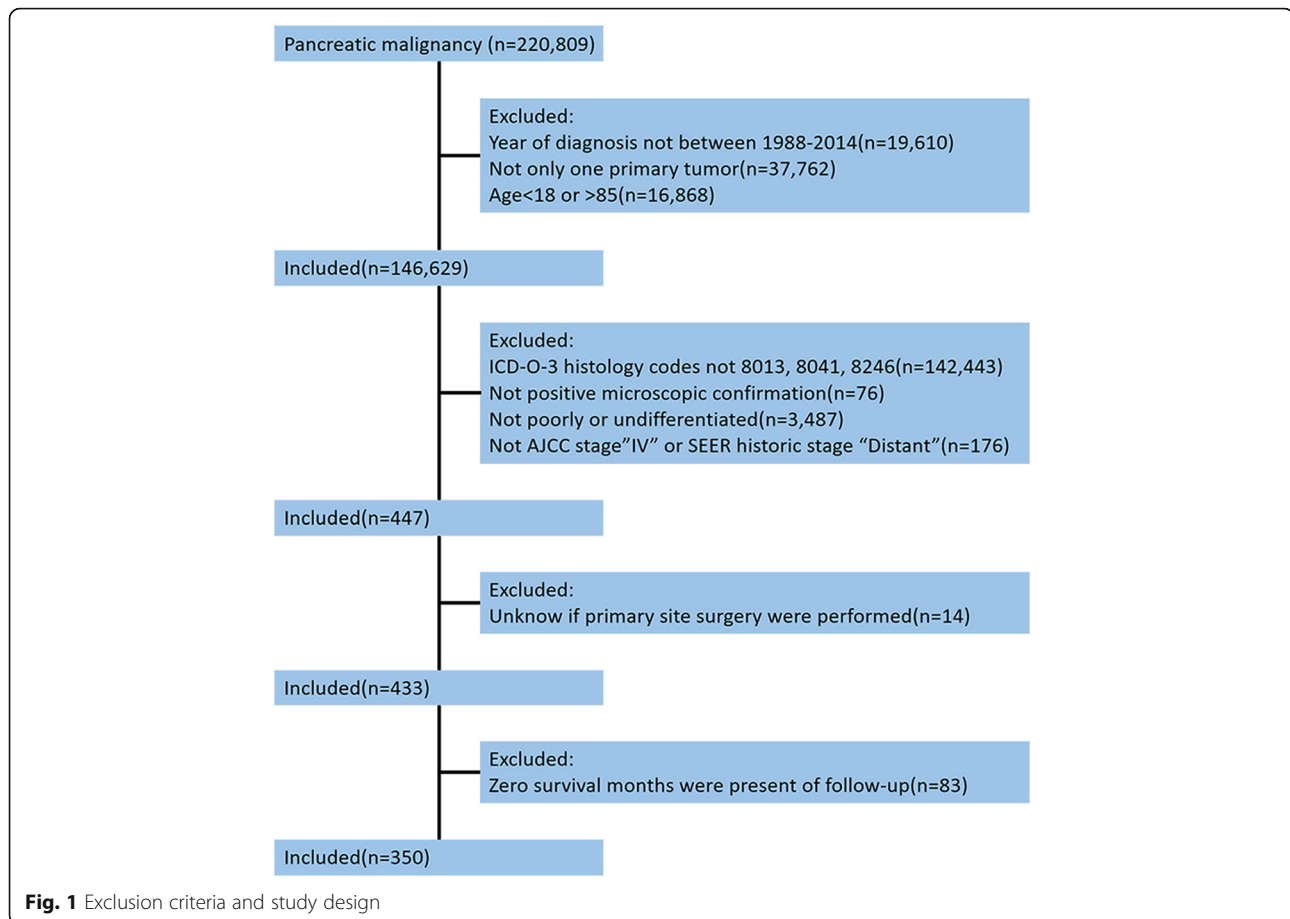 Pancreatic malignancy (n=220,809)
Excluded:
Year of diagnosis not between 1988-2014(n=19,610)
Not only one primary tumor(n=37,762)
Age<18 or >85(n=16,868)
Included(n=146,629)
Excluded:
ICD-O-3 histology codes not 8013, 8041, 8246(n=142,443)
Not positive microscopic confirmation(n=76)
Not poorly or undifferentiated(n=3,487)
Not AJCC stage”IV” or SEER historic stage “Distant”(n=176)
Included(n=447)
Excluded:
Unknow if primary site surgery were performed(n=14)
Included(n=433)
Excluded:
Zero survival months were present of follow-up(n=83)
Included(n=350)
Fig. 1 Exclusion criteria and study design